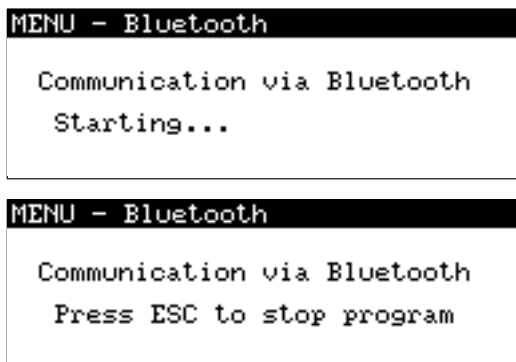 MENU - Bluetooth
Communication via Bluetooth
Starting...
MENU - Bluetooth
Communication via Bluetooth
Press ESC to stop program